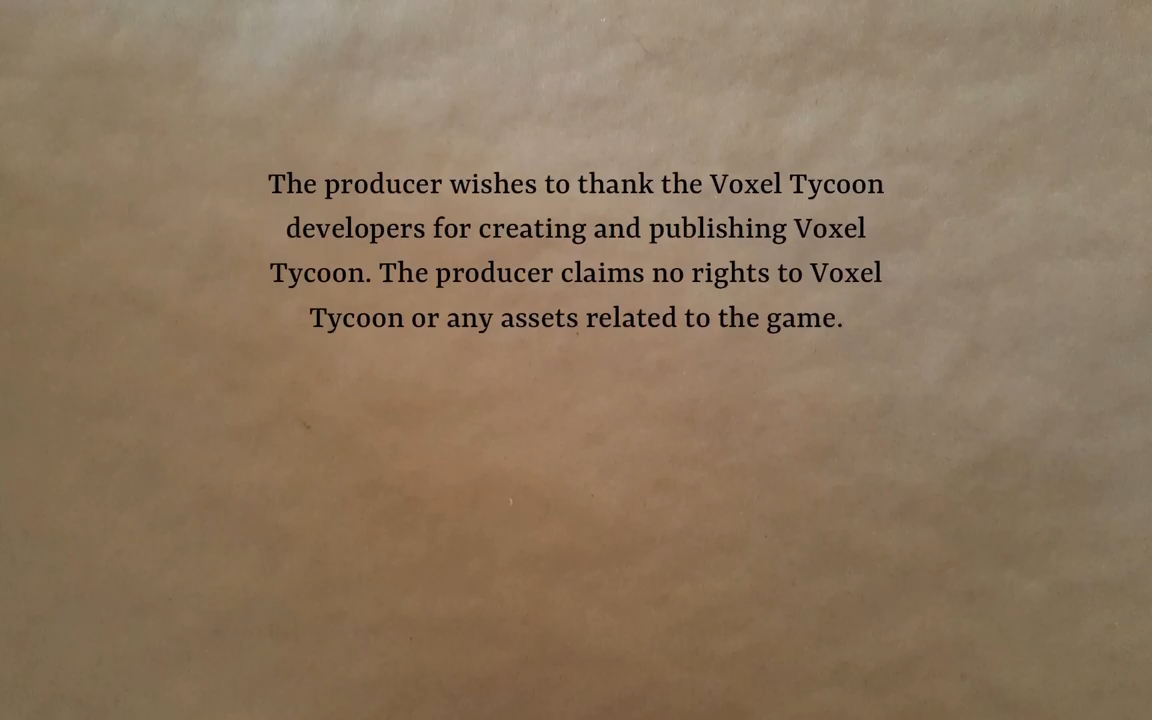 The producer wishes to thank the Voxel Tycoon
developers for creating and publishing Voxel
Tycoon. The producer claims no rights to Voxel
Tycoon or any assets related to the game.